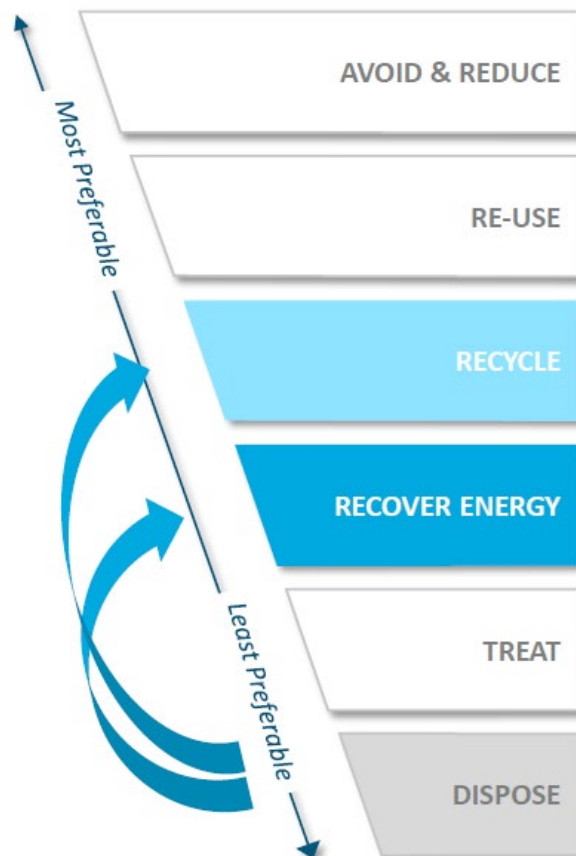 AVOID & REDUCE
Most Preferable
RE-USE
RECYCLE
RECOVER ENERGY
Least Preferable
TREAT
DISPOSE